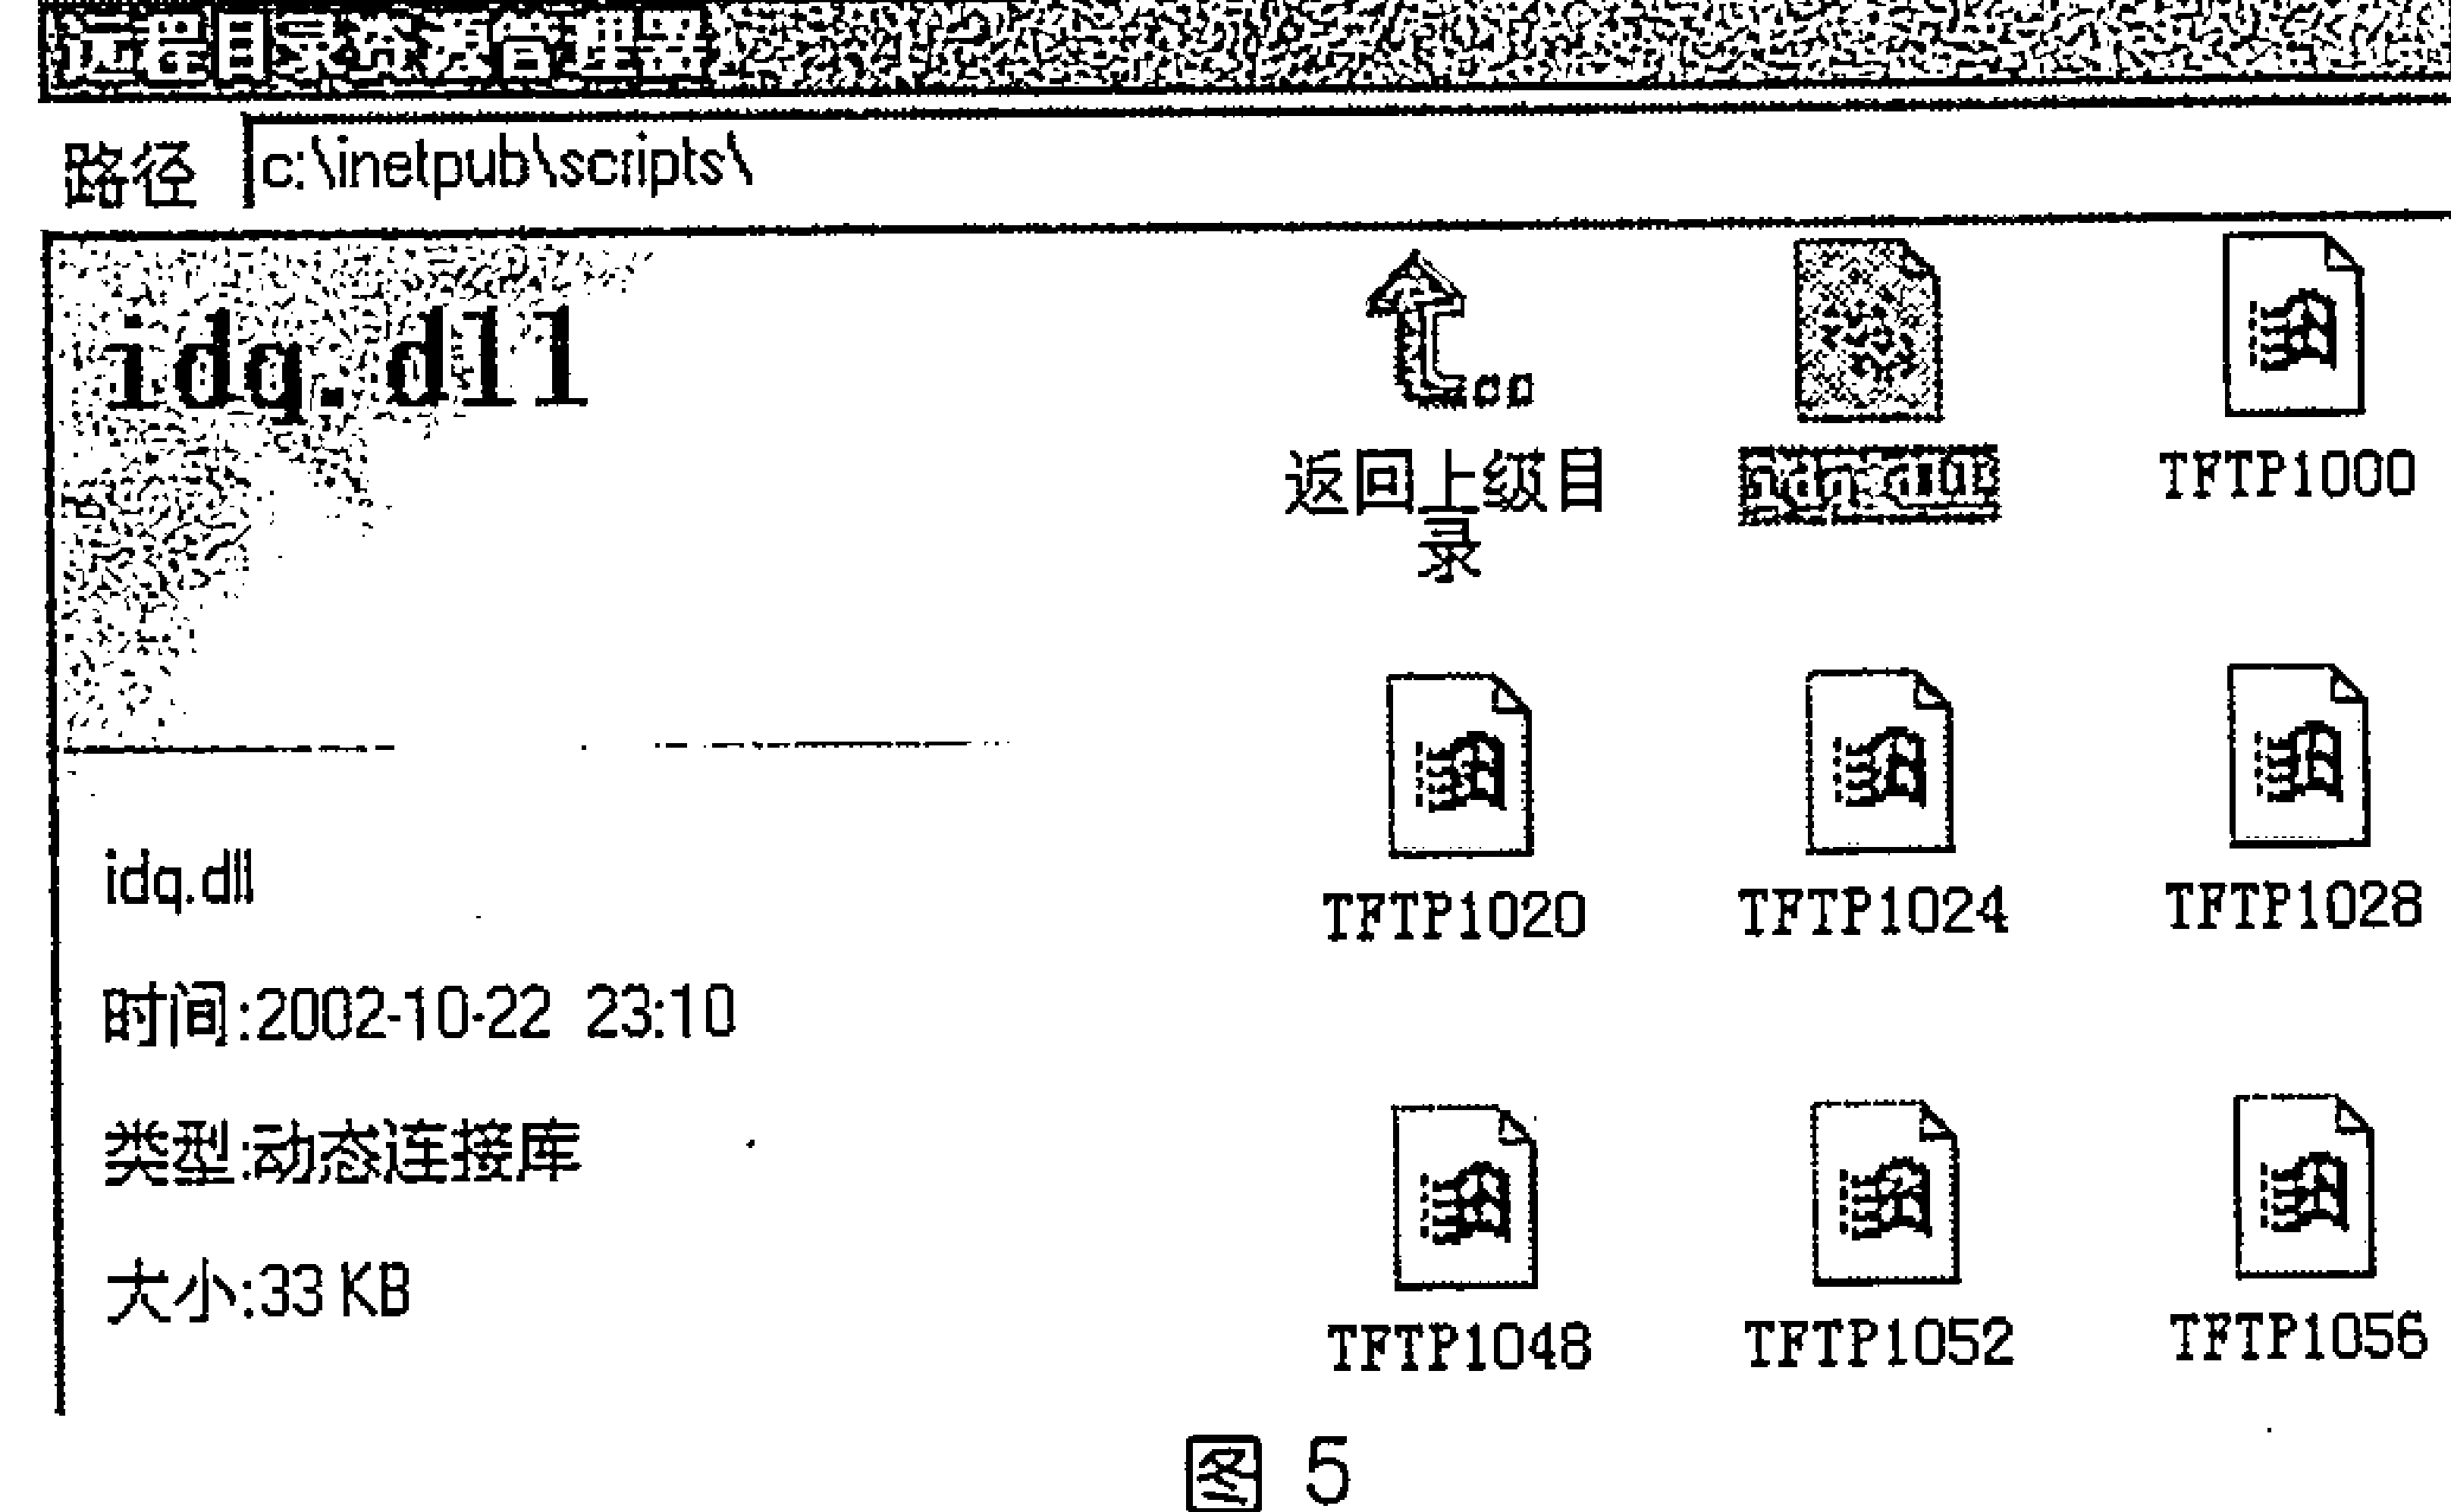 远程目录资源管理器
路径 c:\inetpub\scripts\
idq.dll
返回上级目
录
idq.dll
TFTP1000
TFTP1020
TFTP1024
TFTP1028
idq.dll
时间:2002-10-22 23:10
类型:动态连接库
大小:33 KB
TFTP1048
TFTP1052
TFTP1056
图 5